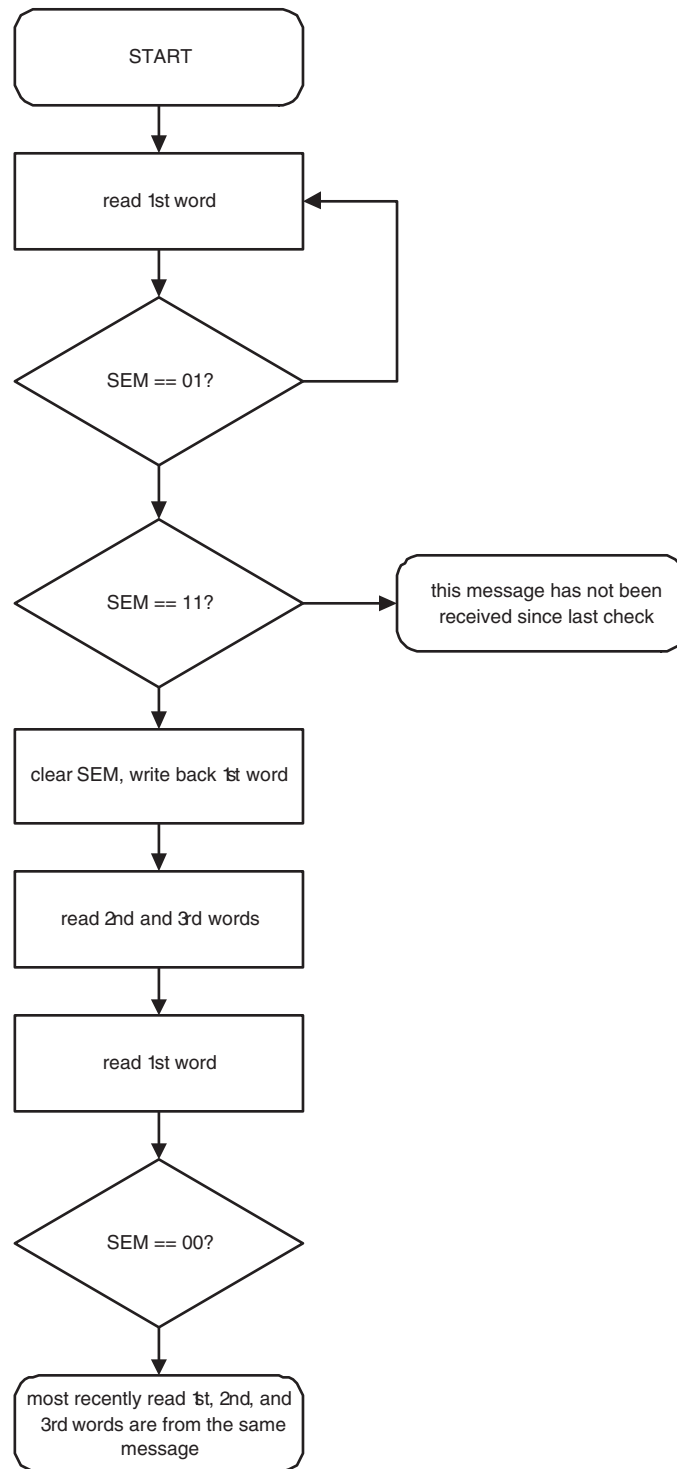 START
read 1st word
SEM == 01?
SEM == 11?
this message has not been
received since last check
clear SEM, write back 1st word
read 2nd and 3rd words
read 1st word
SEM == 00?
most recently read 1st, 2nd, and
3rd words are from the same
message